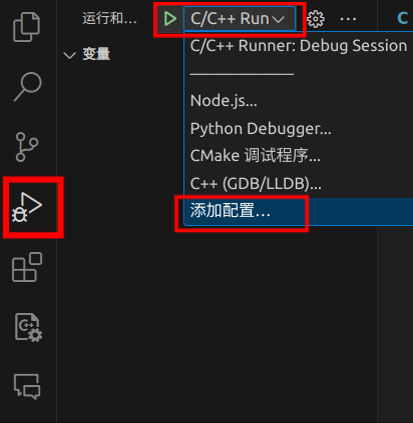 运行和… C/C++ Run
变量
C/C++ Runner: Debug Session
Node.js...
Python Debugger...
CMake 调试程序...
C++ (GDB/LLDB)...
添加配置...